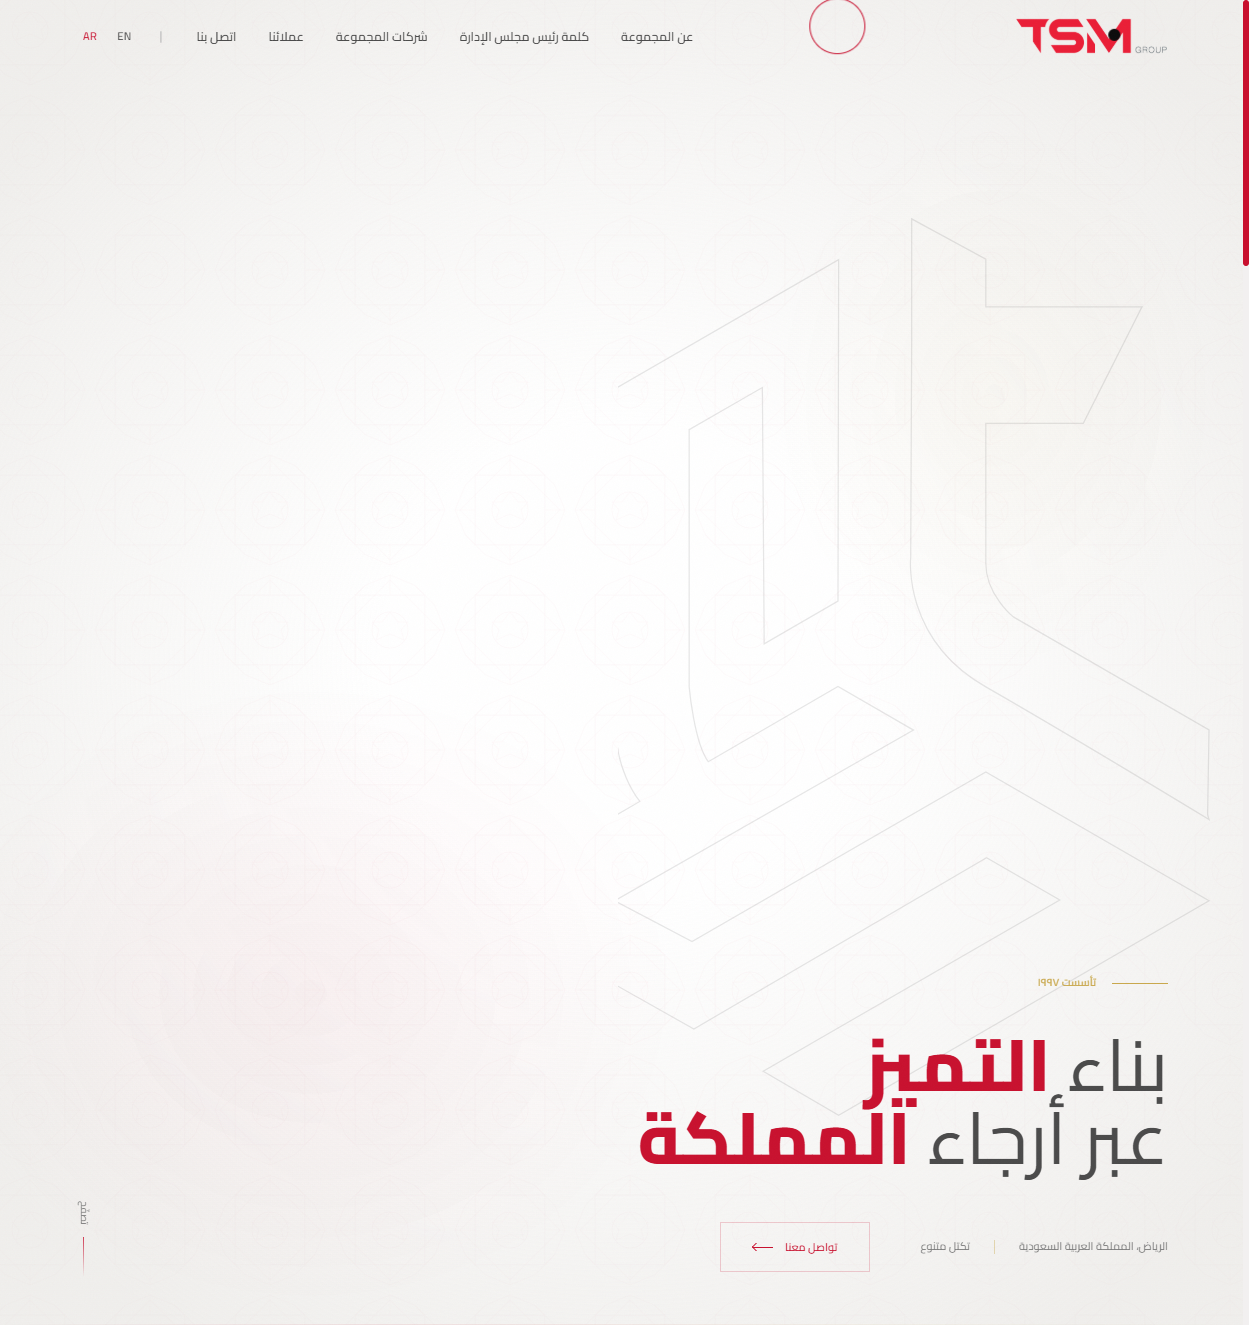 TSM GROUP
عن المجموعة
كلمة رئيس مجلس الإدارة
شركات المجموعة
عملائنا
اتصل بنا
|
EN
AR
تأسست ١٩٩٧
بناء التميز
عبر أرجاء المملكة
الرياض، المملكة العربية السعودية
تكتل متنوع
تواصل معنا
تصفح